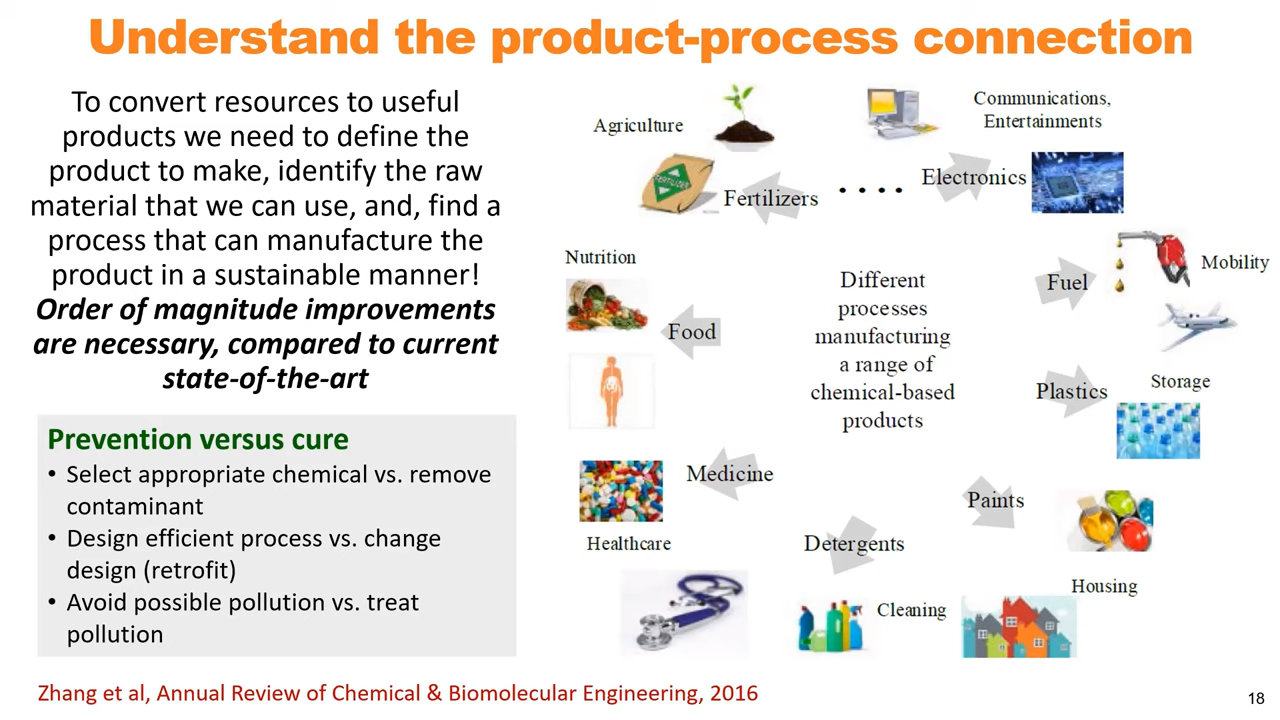 Understand the product-process connection
To convert resources to useful
products we need to define the
product to make, identify the raw
material that we can use, and, find a
process that can manufacture the
product in a sustainable manner!
Order of magnitude improvements
are necessary, compared to current
state-of-the-art
Prevention versus cure
• Select appropriate chemical vs. remove
contaminant
• Design efficient process vs. change
design (retrofit)
• Avoid possible pollution vs. treat
pollution
Agriculture
FERTILIZER
Fertilizers
. . . .
Communications,
Entertainments
Electronics
Nutrition
Food
Different
processes
manufacturing
a range of
chemical-based
products
Fuel
Mobility
Plastics
Storage
Medicine
Healthcare
Paints
Detergents
Cleaning
Housing
Zhang et al, Annual Review of Chemical & Biomolecular Engineering, 2016
18